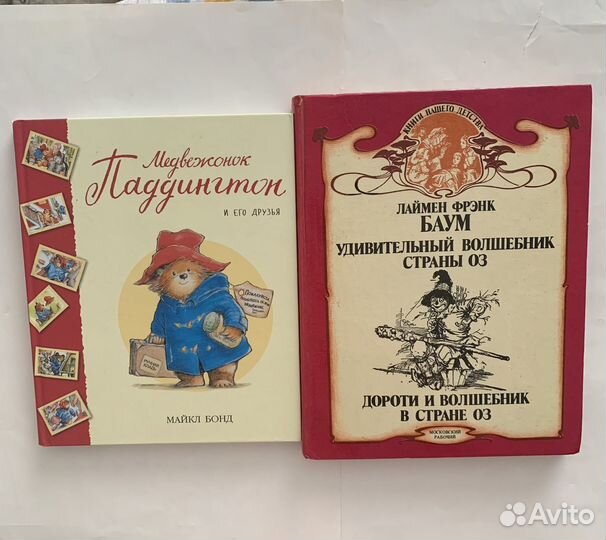 Медвежонок
Паддингтон
и его друзья
МАЙКЛ БОНД
КНИГИ НАШЕГО ДЕТСТВА
ЛАЙМЕН ФРЭНК
БАУМ
УДИВИТЕЛЬНЫЙ ВОЛШЕБНИК
СТРАНЫ ОЗ
ДОРОТИ И ВОЛШЕБНИК
В СТРАНЕ ОЗ
МОСКОВСКИЙ
РАБОЧИЙ
Avito